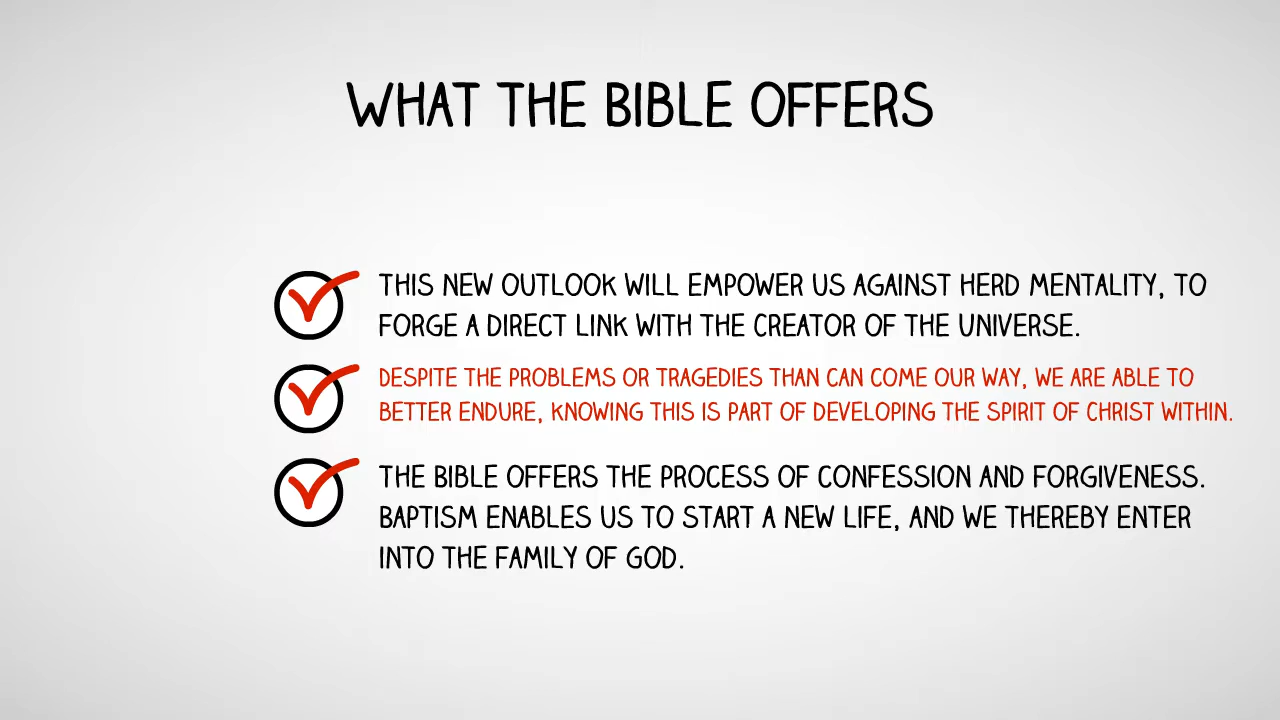 WHAT THE BIBLE OFFERS
THIS NEW OUTLOOK WILL EMPOWER US AGAINST HERD MENTALITY, TO
FORGE A DIRECT LINK WITH THE CREATOR OF THE UNIVERSE.
DESPITE THE PROBLEMS OR TRAGEDIES THAN CAN COME OUR WAY, WE ARE ABLE TO
BETTER ENDURE, KNOWING THIS IS PART OF DEVELOPING THE SPIRIT OF CHRIST WITHIN.
THE BIBLE OFFERS THE PROCESS OF CONFESSION AND FORGIVENESS.
BAPTISM ENABLES US TO START A NEW LIFE, AND WE THEREBY ENTER
INTO THE FAMILY OF GOD.